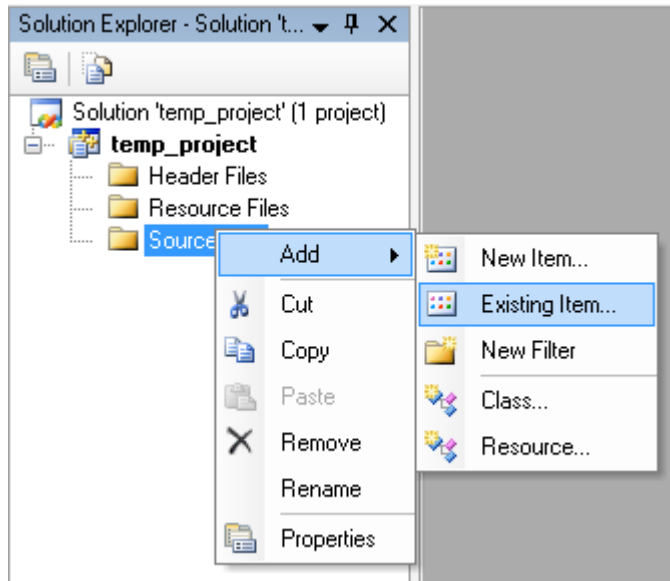 Solution Explorer - Solution 't...
Solution 'temp_project' (1 project)
temp_project
Header Files
Resource Files
Source
Add
Cut
Copy
Paste
Remove
Rename
Properties
New Item...
Existing Item...
New Filter
Class...
Resource...